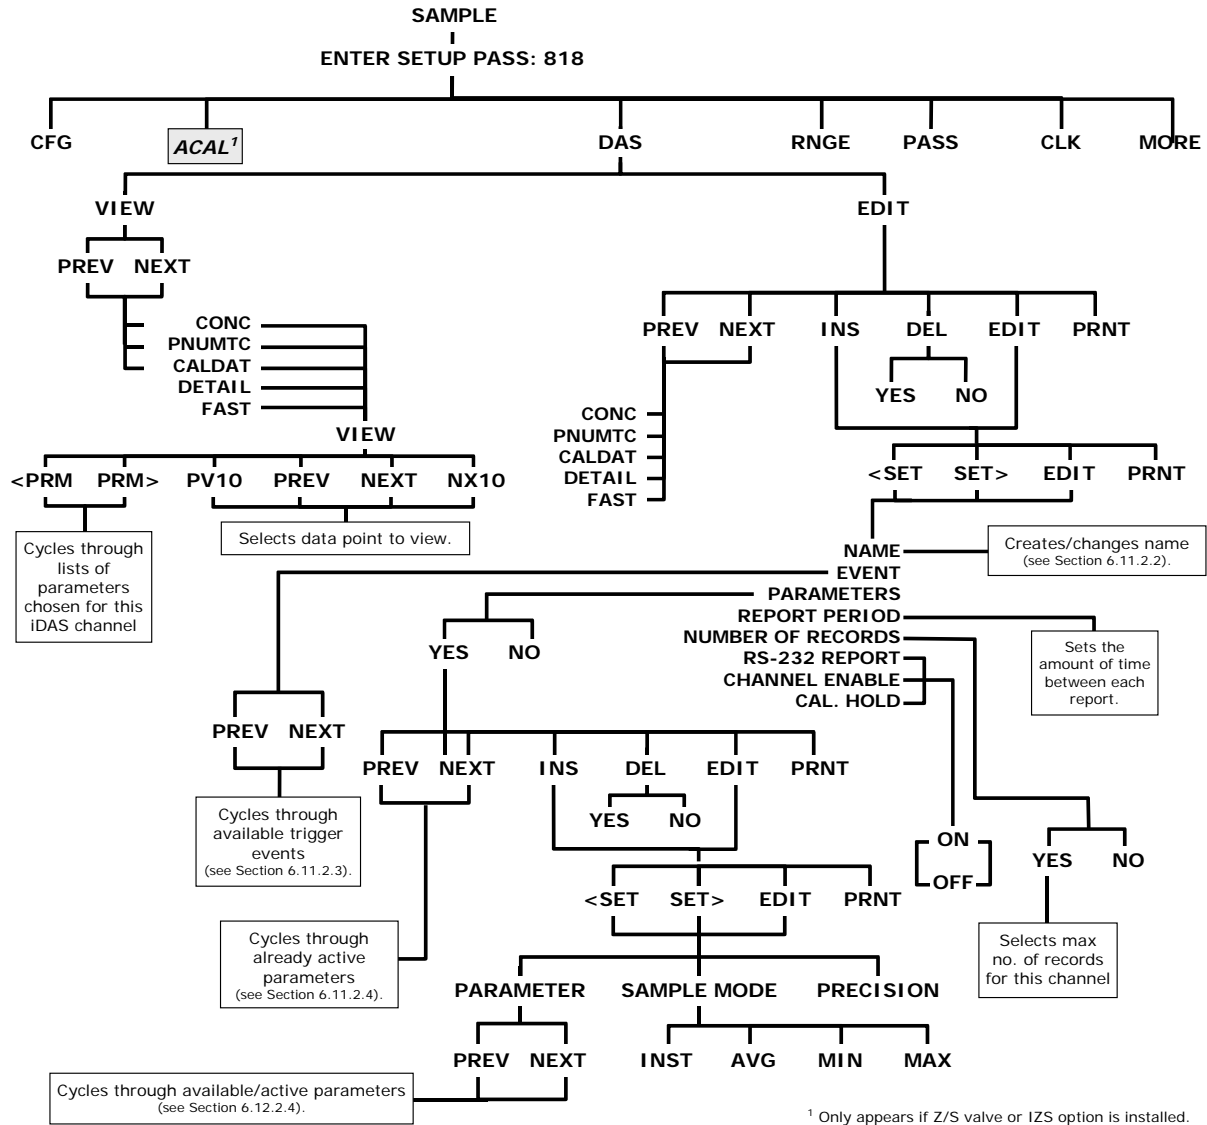 SAMPLE
ENTER SETUP PASS: 818
CFG ACAL1 DAS RNGE PASS CLK MORE
VIEW EDIT
PREV NEXT
CONC
PNUMTC
CALDAT
DETAIL
FAST
VIEW
<PRM PRM> PV10 PREV NEXT NX10
Cycles through
lists of
parameters
chosen for this
iDAS channel
Selects data point to view.
PREV NEXT INS DEL EDIT PRNT
YES NO
CONC
PNUMTC
CALDAT
DETAIL
FAST
<SET SET> EDIT PRNT
NAME
EVENT
PARAMETERS
REPORT PERIOD
NUMBER OF RECORDS
RS-232 REPORT
CHANNEL ENABLE
CAL. HOLD
Creates/changes name
(see Section 6.11.2.2).
Sets the
amount of time
between each
report.
YES NO
PREV NEXT
Cycles through
available trigger
events
(see Section 6.11.2.3).
PREV NEXT INS DEL EDIT PRNT
YES NO
Cycles through
already active
parameters
(see Section 6.11.2.4).
<SET SET> EDIT PRNT
ON
OFF
YES NO
Selects max
no. of records
for this channel
PARAMETER SAMPLE MODE PRECISION
PREV NEXT INST AVG MIN MAX
Cycles through available/active parameters
(see Section 6.12.2.4).
1 Only appears if Z/S valve or IZS option is installed.